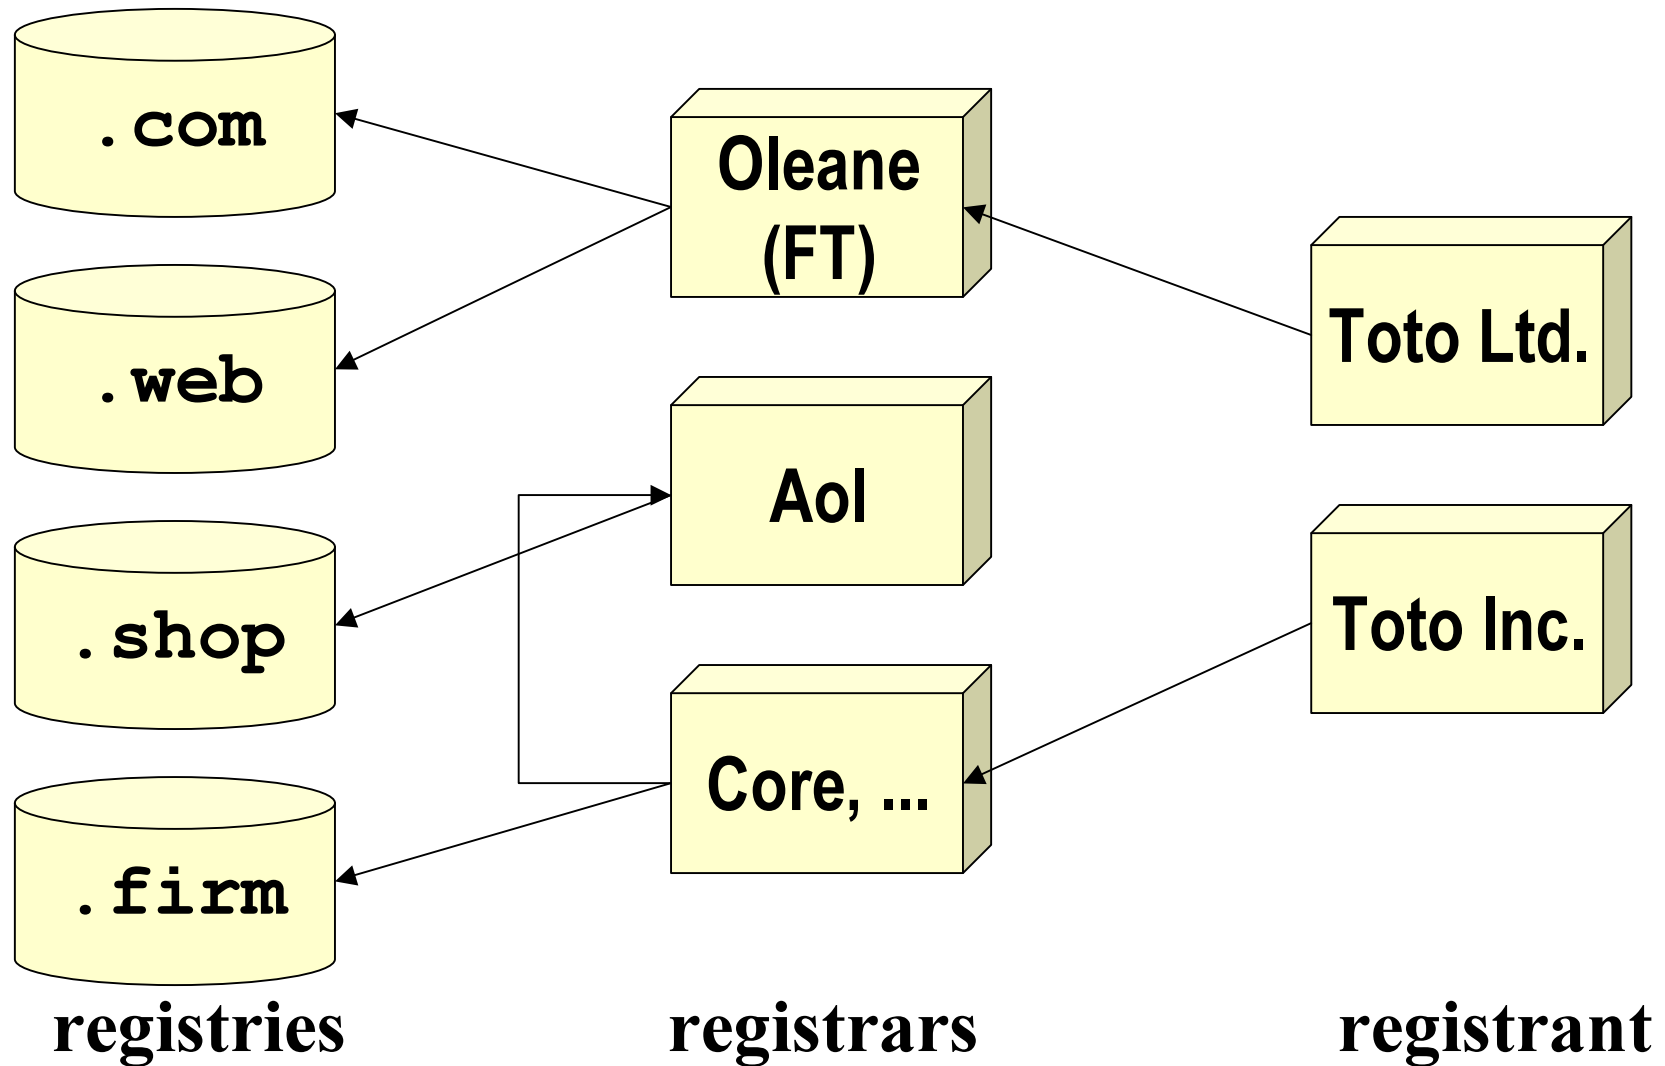 .com
.web
.shop
.firm
registries
Oleane
(FT)
Aol
Core, ...
registrars
Toto Ltd.
Toto Inc.
registrant